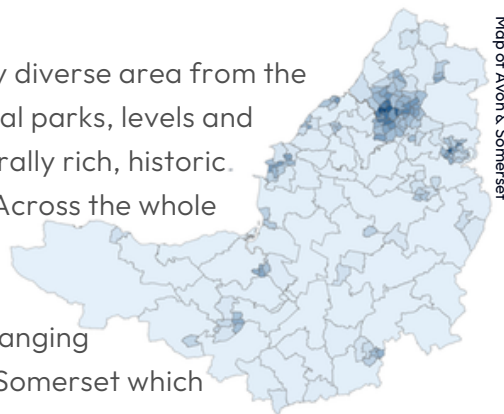 y diverse area from the
al parks, levels and
rally rich, historic.
Across the whole
anging
Somerset which
Map of Avon & Somerset